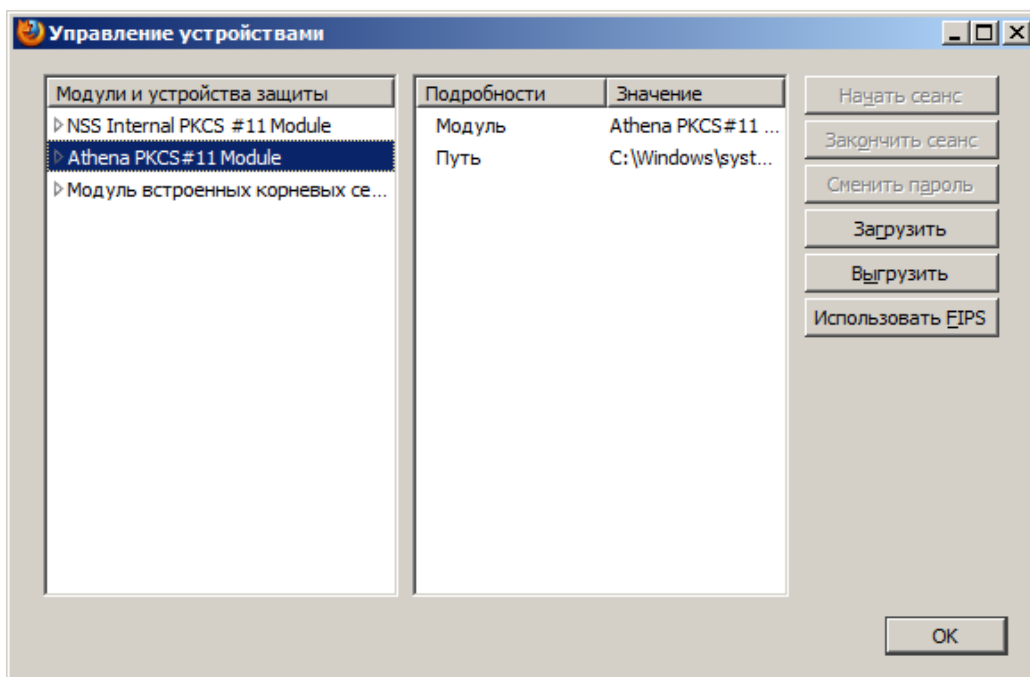 Управление устройствами
Модули и устройства защиты
NSS Internal PKCS #11 Module
Athena PKCS#11 Module
Модуль встроенных корневых се...
Подробности Значение
Модуль Athena PKCS#11 ...
Путь C:\Windows\syst...
Начать сеанс
Закончить сеанс
Сменить пароль
Загрузить
Выгрузить
Использовать FIPS
OK